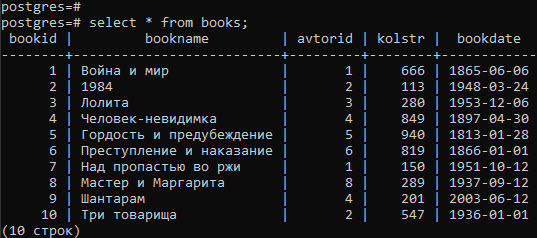 postgres=#
postgres=# select * from books;
 bookid |       bookname        | avtorid | kolstr |  bookdate
--------+-----------------------+---------+--------+------------
      1 | Война и мир           |       1 |    666 | 1865-06-06
      2 | 1984                  |       2 |    113 | 1948-03-24
      3 | Лолита                |       3 |    280 | 1953-12-06
      4 | Человек-невидимка     |       4 |    849 | 1897-04-30
      5 | Гордость и предубеждение |       5 |    940 | 1813-01-28
      6 | Преступление и наказание |       6 |    819 | 1866-01-01
      7 | Над пропастью во ржи  |       1 |    150 | 1951-10-12
      8 | Мастер и Маргарита    |       8 |    289 | 1937-09-12
      9 | Шантарам              |       4 |    201 | 2003-06-12
     10 | Три товарища          |       2 |    547 | 1936-01-01
(10 строк)